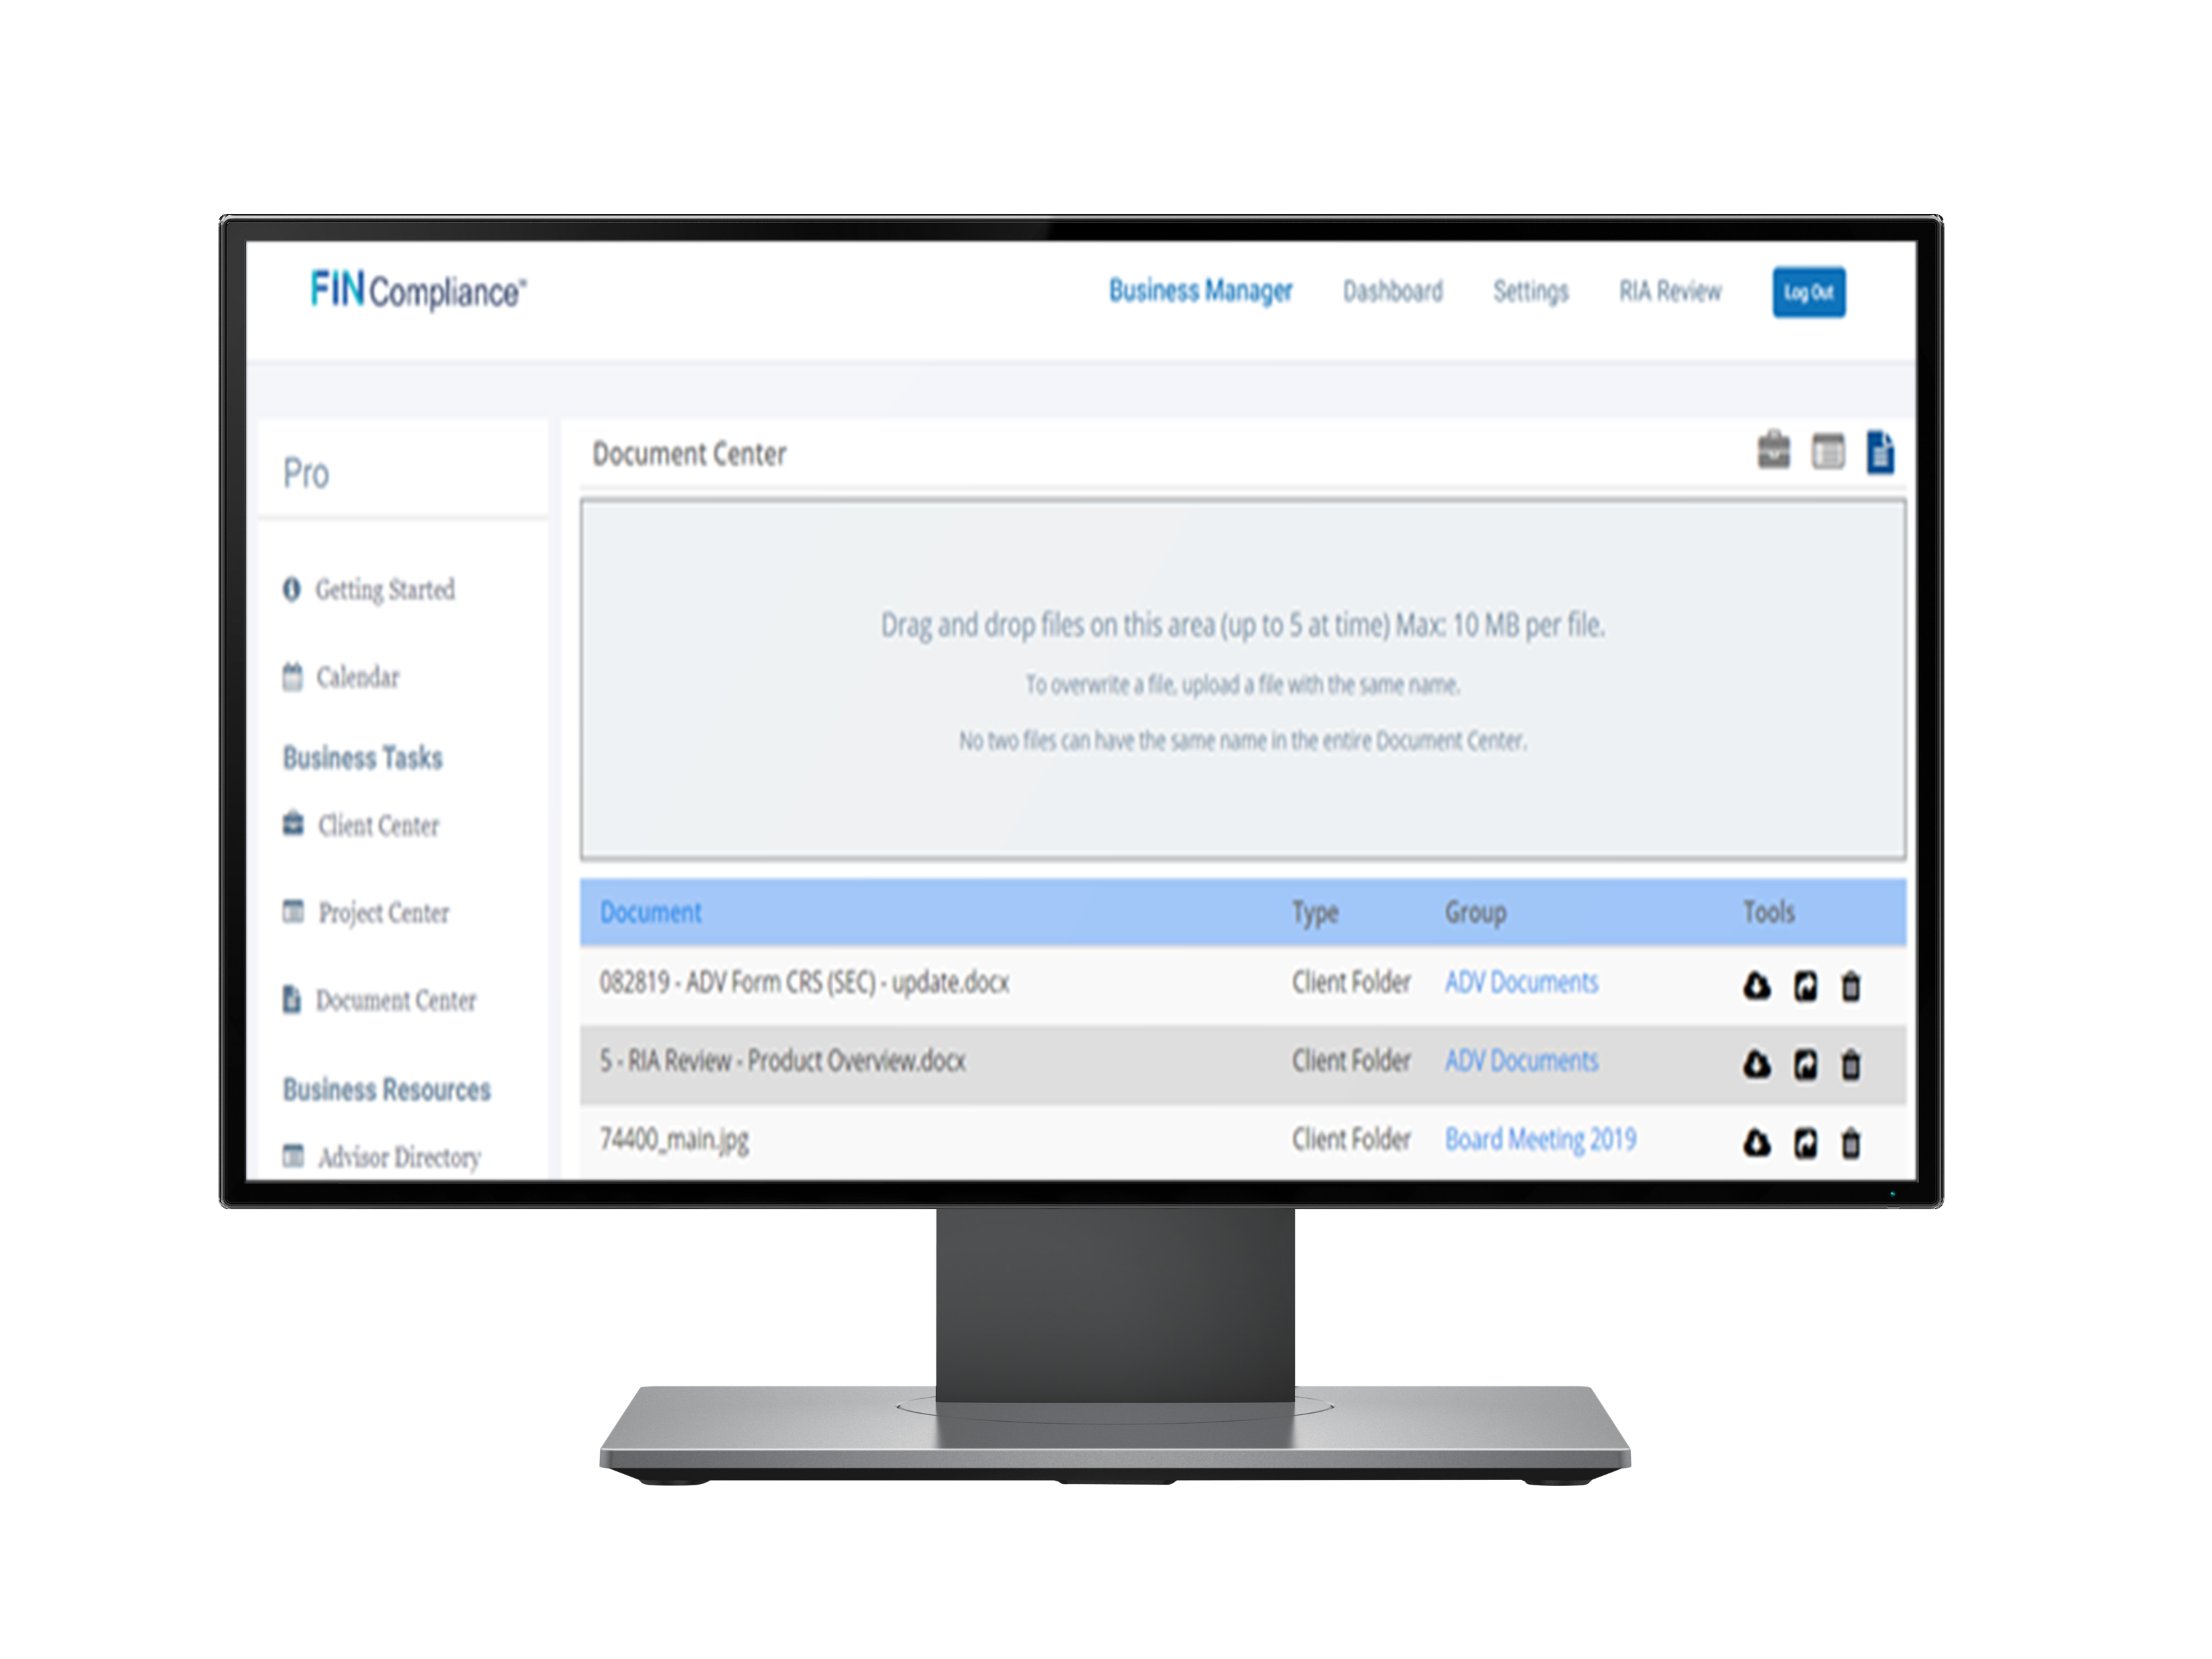 FIN Compliance™
Business Manager Dashboard Settings RIA Review Log Out
Pro
Getting Started
Calendar
Business Tasks
Client Center
Project Center
Document Center
Business Resources
Advisor Directory
Document Center
Drag and drop files on this area (up to 5 at time) Max: 10 MB per file.
To overwrite a file, upload a file with the same name.
No two files can have the same name in the entire Document Center.
Document Type Group Tools
082819 - ADV Form CRS (SEC) - update.docx Client Folder ADV Documents
5 - RIA Review - Product Overview.docx Client Folder ADV Documents
74400_main.jpg Client Folder Board Meeting 2019